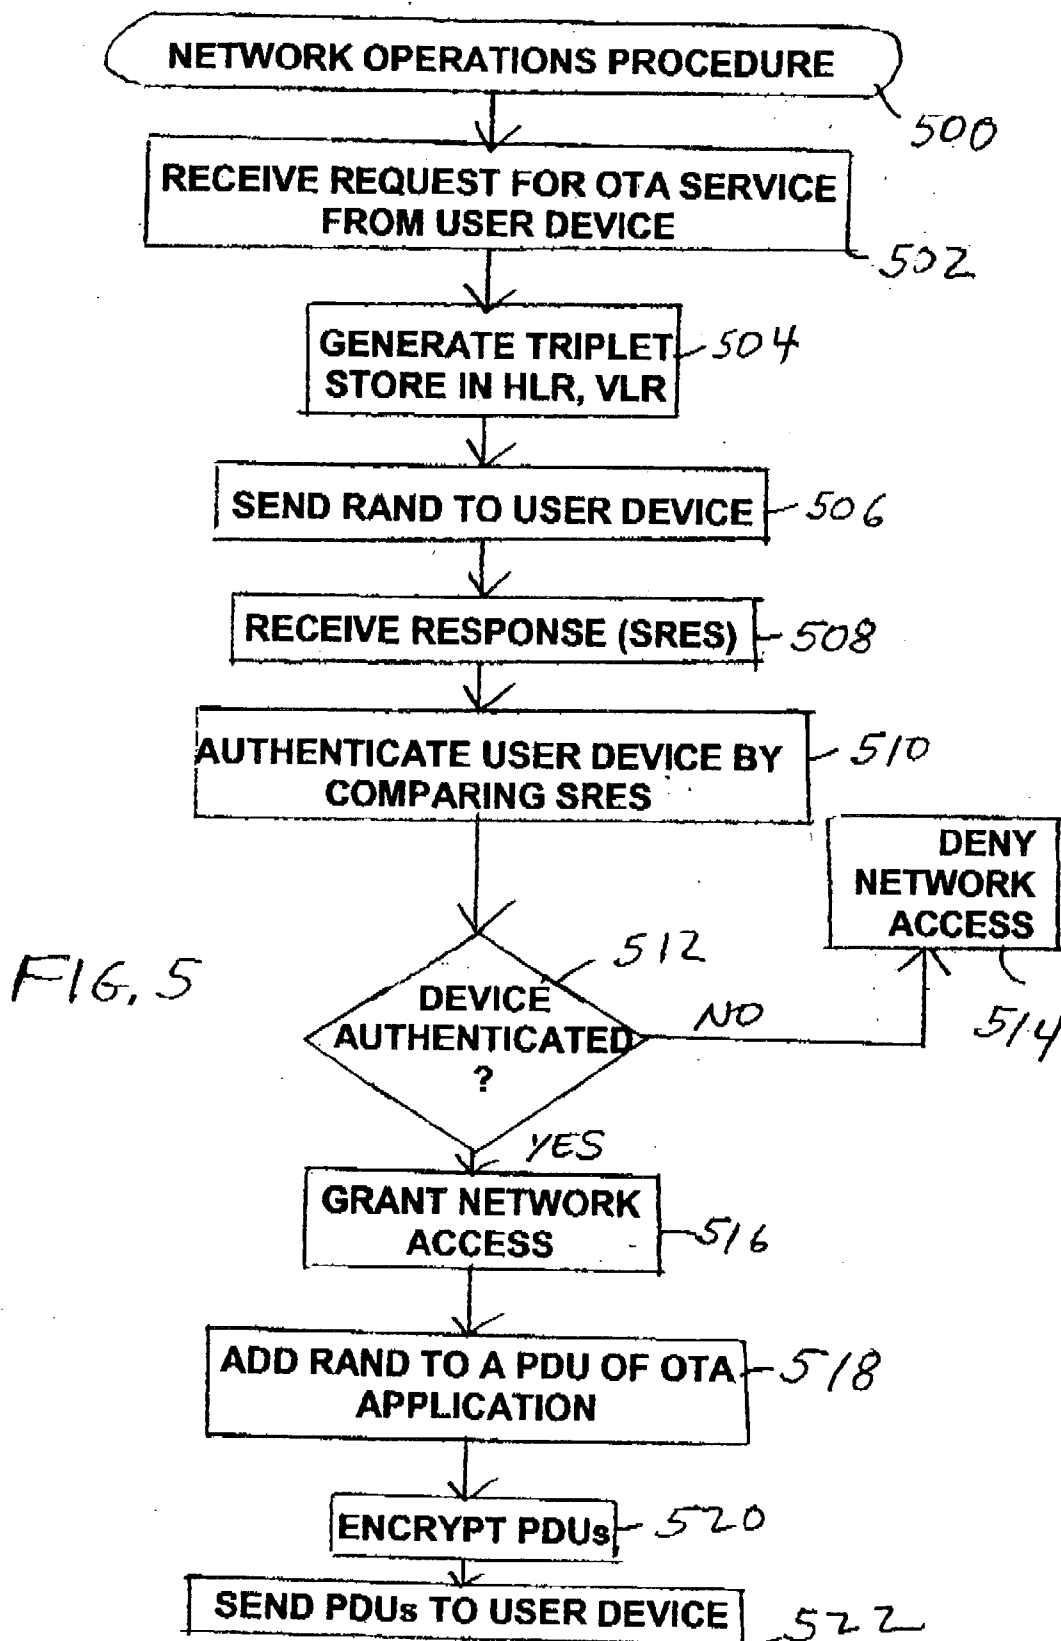 NETWORK OPERATIONS PROCEDURE
500
RECEIVE REQUEST FOR OTA SERVICE
FROM USER DEVICE
502
GENERATE TRIPLET
STORE IN HLR, VLR
504
SEND RAND TO USER DEVICE
506
RECEIVE RESPONSE (SRES)
508
AUTHENTICATE USER DEVICE BY
COMPARING SRES
510
DENY
NETWORK
ACCESS
514
FIG. 5
512
DEVICE
AUTHENTICATED
?
NO
YES
GRANT NETWORK
ACCESS
516
ADD RAND TO A PDU OF OTA
APPLICATION
518
ENCRYPT PDUs
520
SEND PDUs TO USER DEVICE
522